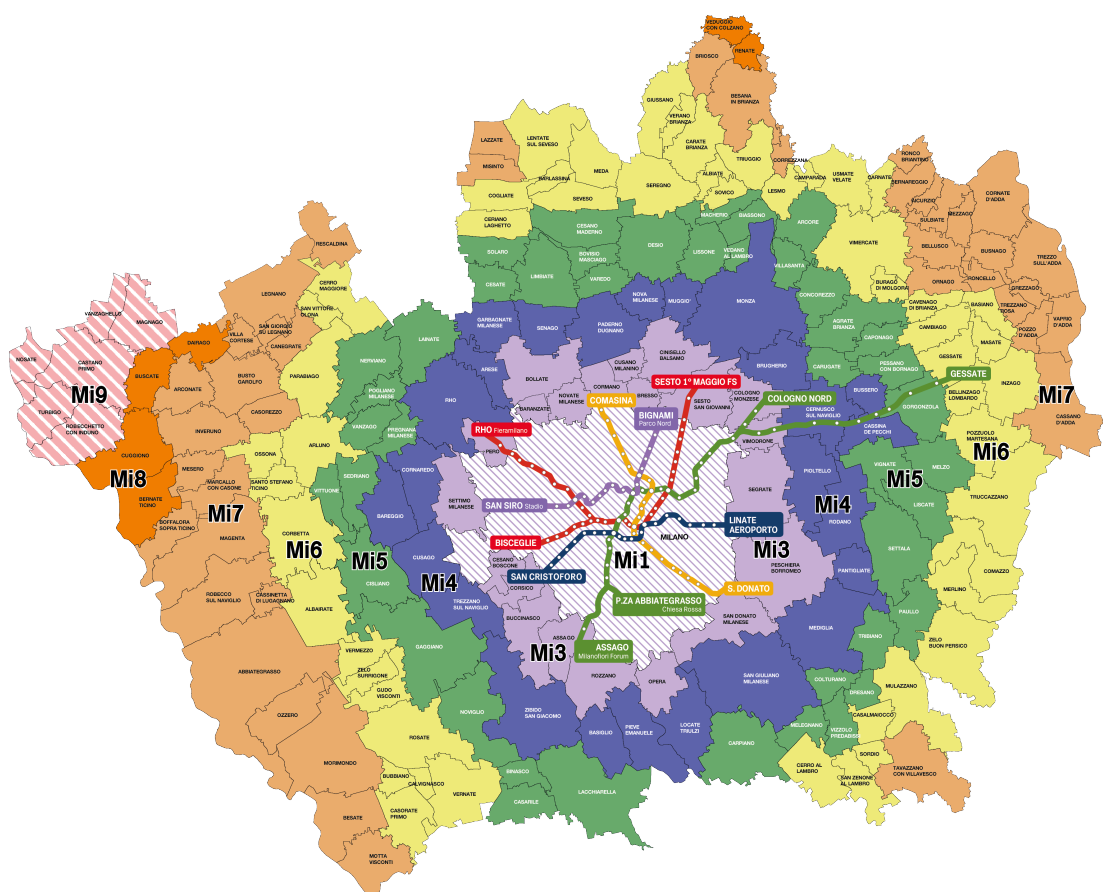 VEDUGGIO
CON COLZANO
RENATE
BRIOSCO
BESANA
IN BRIANZA
GIUSSANO
VERANO
BRIANZA
CARATE
BRIANZA
LAZZATE
LENTATE
SUL SEVESO
MISINTO
BARLASSINA
MEDA
COGLIATE
SEVESO
SEREGNO
ALBIATE
SOVICO
TRIUGGIO
CORREZZANA
LESMO
CAMPARADA
USMATE
VELATE
CARNATE
RONCO
BRIANTINO
BERNAREGGIO
AICURZIO
SULBIATE
MEZZAGO
CORNATE
D'ADDA
CERIANO
LAGHETTO
CESANO
MADERNO
DESIO
MACHERIO
BIASSONO
LISSONE
VEDANO
AL LAMBRO
ARCORE
VIMERCATE
BELLUSCO
BUSNAGO
TREZZO
SULL'ADDA
SOLARO
LIMBIATE
BOVISIO
MASCIAGO
VAREDO
CESATE
VILLASANTA
BURAGO
DI MOLGORA
ORNAGO
RONCELLO
GREZZAGO
RESCALDINA
CERRO
MAGGIORE
LEGNANO
SAN VITTORE
OLONA
VANZAGHELLO
MAGNAGO
SAN GIORGIO
SU LEGNANO
VILLA
CORTESE
CANEGRATE
DAIRAGO
NOSATE
CASTANO
PRIMO
Mi9
TURBIGO
ROBECCHETTO
CON INDUNO
BUSCATE
ARCONATE
BUSTO
GAROLFO
PARABIAGO
NERVIANO
LAINATE
GARBAGNATE
MILANESE
SENAGO
PADERNO
DUGNANO
NOVA
MILANESE
MUGGIO'
MONZA
CONCOREZZO
CAVENAGO
DI BRIANZA
BASIANO
TREZZANO
ROSA
POZZO
D'ADDA
VAPRIO
D'ADDA
AGRATE
BRIANZA
CAPONAGO
CAMBIAGO
MASATE
GESSATE
PESSANO
CON BORNAGO
CARUGATE
BRUGHERIO
BUSSERO
GESSATE
BELLINZAGO
LOMBARDO
INZAGO
Mi7
CASSANO
D'ADDA
ARESE
BOLLATE
CUSANO
MILANINO
CINISELLO
BALSAMO
CORMANO
BRESSO
SESTO 1° MAGGIO FS
COMASINA
BIGNAMI
Parco Nord
SESTO
SAN GIOVANNI
COLOGNO
MONZESE
COLOGNO NORD
NOVATE
MILANESE
BARANZATE
RHO
POGLIANO
MILANESE
PREGNANA
MILANESE
VANZAGO
CASOREZZO
INVERUNO
RHO Fieramilano
PERO
VIMODRONE
CERNUSCO
SUL NAVIGLIO
CASSINA
DE PECCHI
GORGONZOLA
POZZUOLO
MARTESANA
Mi6
CUGGIONO
Mi8
BERNATE
TICINO
MESERO
MARCALLO
CON CASONE
OSSONA
ARLUNO
SANTO STEFANO
TICINO
VITTUONE
SEDRIANO
CORNAREDO
SETTIMO
MILANESE
SAN SIRO Stadio
SEGRATE
PIOLTELLO
VIGNATE
MELZO
Mi5
LISCATE
TRUCCAZZANO
Mi4
RODANO
BOFFALORA
SOPRA TICINO
Mi7
MAGENTA
CORBETTA
Mi6
BAREGGIO
Mi5
CUSAGO
BISCEGLIE
CESANO
BOSCONE
LINATE
AEROPORTO
MILANO
Mi1
Mi3
PESCHIERA
BORROMEO
SETTALA
PANTIGLIATE
COMAZZO
MERLINO
ROBECCO
SUL NAVIGLIO
CASSINETTA
DI LUGAGNANO
ALBAIRATE
CISLIANO
Mi4
TREZZANO
SUL NAVIGLIO
SAN CRISTOFORO
CORSICO
BUCCINASCO
P.ZA ABBIATEGRASSO
Chiesa Rossa
S. DONATO
SAN DONATO
MILANESE
MEDIGLIA
PAULLO
TRIBIANO
ZELO
BUON PERSICO
ABBIATEGRASSO
VERMEZZO
ZELO
SURRIGONE
GUDO
VISCONTI
GAGGIANO
ASSAGO
Mi3
ASSAGO
Milanofiori Forum
ROZZANO
OPERA
SAN GIULIANO
MILANESE
COLTURANO
DRESANO
MULAZZANO
CASALMAIOCCO
OZZERO
NOVIGLIO
ZIBIDO
SAN GIACOMO
BASIGLIO
PIEVE
EMANUELE
LOCATE
TRIULZI
CARPIANO
MELEGNANO
VIZZOLO
PREDABISSI
SORDIO
TAVAZZANO
CON VILLAVESCO
CERRO AL
LAMBRO
SAN ZENONE
AL LAMBRO
ROSATE
MORIMONDO
BUBBIANO
CALVIGNASCO
VERNATE
BINASCO
CASARILE
LACCHIARELLA
BESATE
CASORATE
PRIMO
MOTTA
VISCONTI